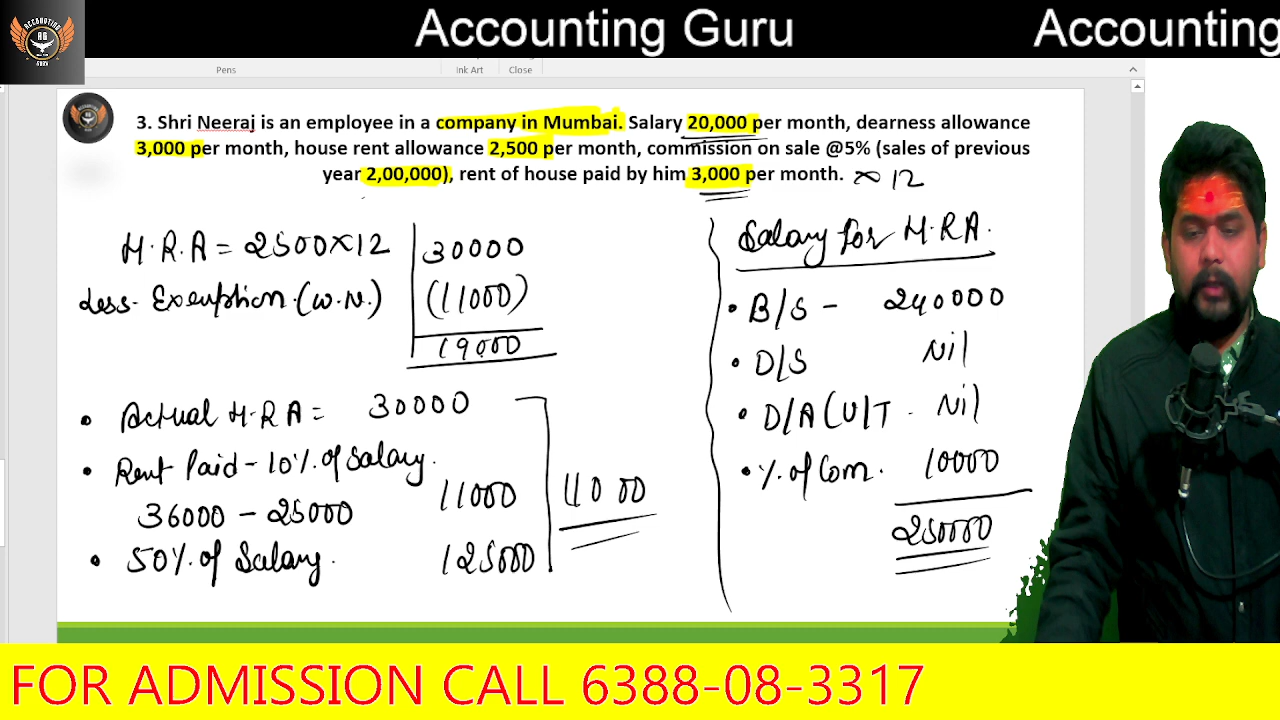 Accounting Guru
Accounting
ACCOUNTING
AG
GURU
Pens
Ink Art
Close
3. Shri Neeraj is an employee in a company in Mumbai. Salary 20,000 per month, dearness allowance
3,000 per month, house rent allowance 2,500 per month, commission on sale @5% (sales of previous
year 2,00,000), rent of house paid by him 3,000 per month. × 12
H.R.A = 2500×12 30000
Less- Exemption (W.N.) (11000)
19000
• Actual H.R.A = 30000
• Rent Paid - 10% of Salary.
36000 - 25000 11000
11000
• 50% of Salary. 125000
Salary for H.R.A.
• B/S - 240000
• D/S Nil
• D/A (U/T - Nil
• % of Com. 10000
250000
FOR ADMISSION CALL 6388-08-3317